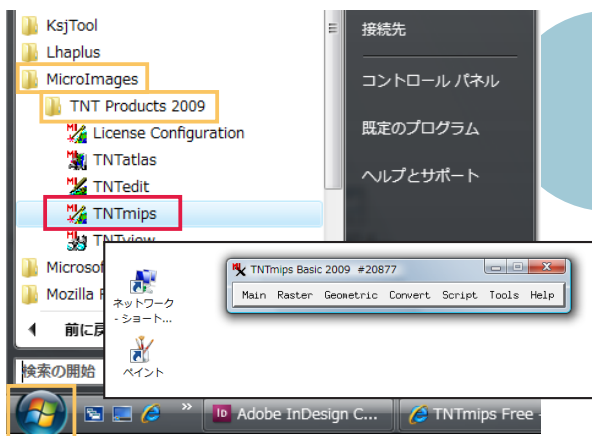 KsjTool
Lhaplus
MicroImages
TNT Products 2009
License Configuration
TNTatlas
TNTedit
TNTmips
TNTview
Microsof
Mozilla F
前に戻
検索の開始
接続先
コントロール パネル
既定のプログラム
ヘルプとサポート
ネットワーク
- ショート...
ペイント
TNTmips Basic 2009 #20877
Main Raster Geometric Convert Script Tools Help
Adobe InDesign C...
TNTmips Free -